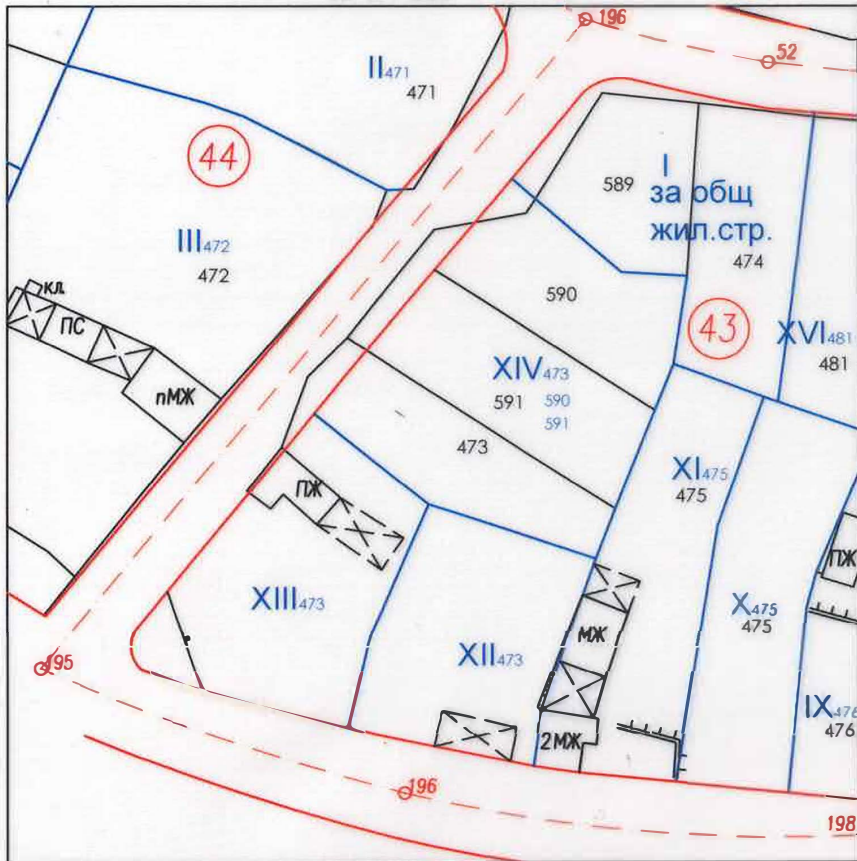 196
52
II471
471
44
I
за общ
жил.стр.
589
474
III472
472
кл.
ПС
пМЖ
590
43
XVI481
481
XIV473
591
590
591
473
XI475
475
ПЖ
ПЖ
XIII473
МЖ
X475
475
XII473
195
IX476
476
2МЖ
196
198